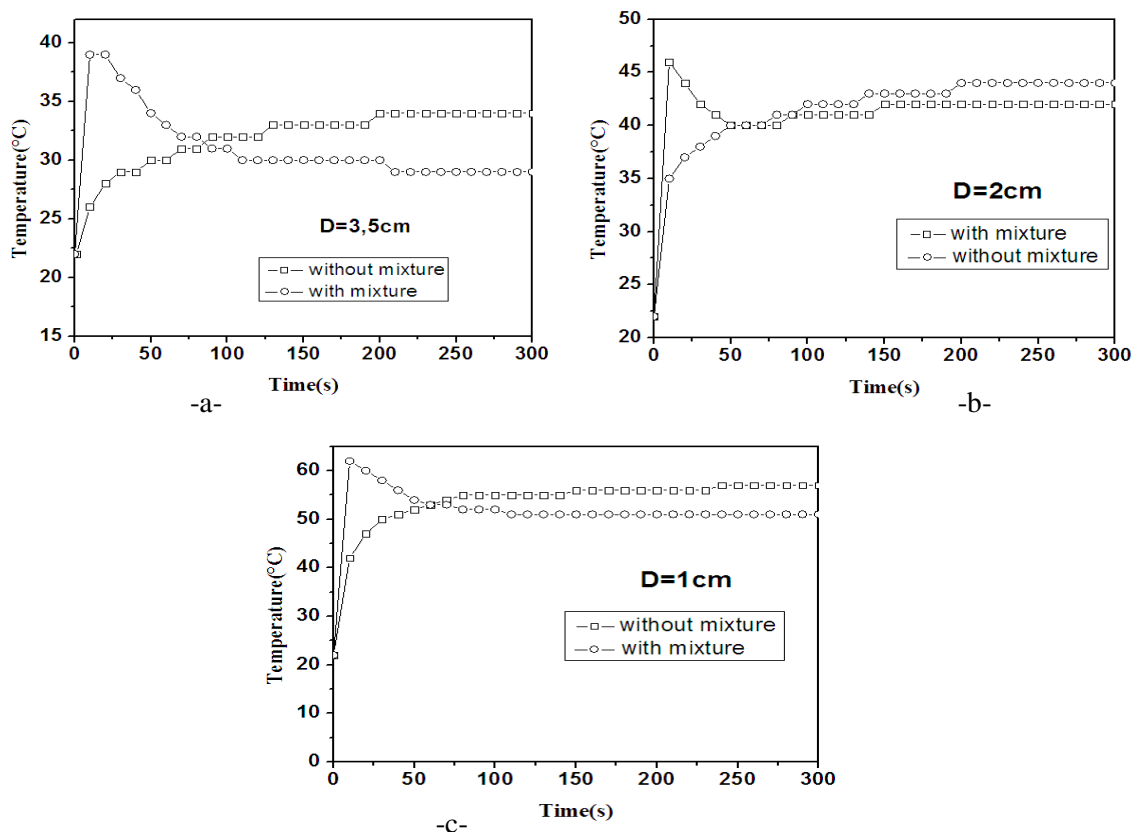 40
35
30
25
20
15
Temperature(°C)
D=3,5cm
without mixture
with mixture
0 50 100 150 200 250 300
Time(s)
-a-
50
45
40
35
30
25
20
Temperature(°C)
D=2cm
with mixture
without mixture
0 50 100 150 200 250 300
Time(s)
-b-
60
50
40
30
20
10
0
Temperature(°C)
D=1cm
without mixture
with mixture
0 50 100 150 200 250 300
Time(s)
-c-